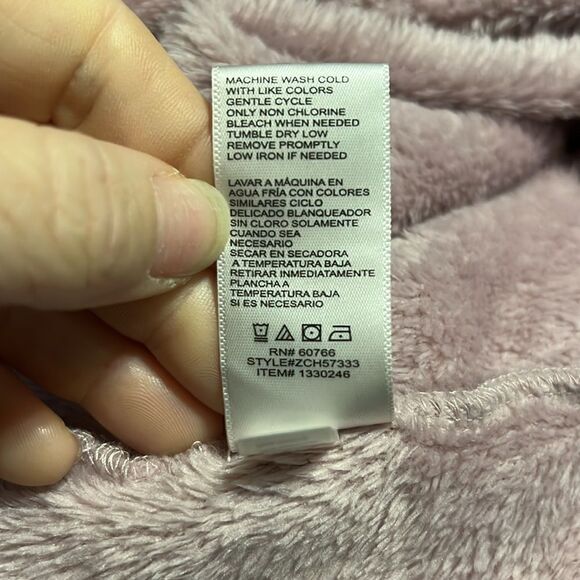 MACHINE WASH COLD
WITH LIKE COLORS
GENTLE CYCLE
ONLY NON CHLORINE
BLEACH WHEN NEEDED
TUMBLE DRY LOW
REMOVE PROMPTLY
LOW IRON IF NEEDED
LAVAR A MÁQUINA EN
AGUA FRÍA CON COLORES
SIMILARES CICLO
DELICADO BLANQUEADOR
SIN CLORO SOLAMENTE
CUANDO SEA
NECESARIO
SECAR EN SECADORA
A TEMPERATURA BAJA
RETIRAR INMEDIATAMENTE
PLANCHA A
TEMPERATURA BAJA
SI ES NECESARIO
RN# 60766
STYLE#ZCH57333
ITEM# 1330246